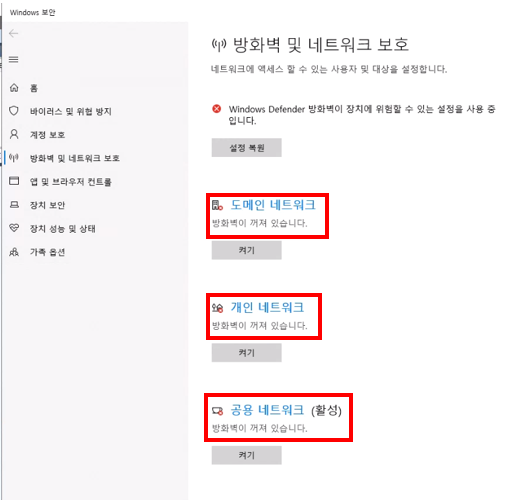 Windows 보안
방화벽 및 네트워크 보호
네트워크에 액세스 할 수 있는 사용자 및 대상을 설정합니다.
홈
바이러스 및 위협 방지
계정 보호
방화벽 및 네트워크 보호
앱 및 브라우저 컨트롤
장치 보안
장치 성능 및 상태
가족 옵션
Windows Defender 방화벽이 장치에 위험할 수 있는 설정을 사용 중
입니다.
설정 복원
도메인 네트워크
방화벽이 꺼져 있습니다.
켜기
개인 네트워크
방화벽이 꺼져 있습니다.
켜기
공용 네트워크 (활성)
방화벽이 꺼져 있습니다.
켜기